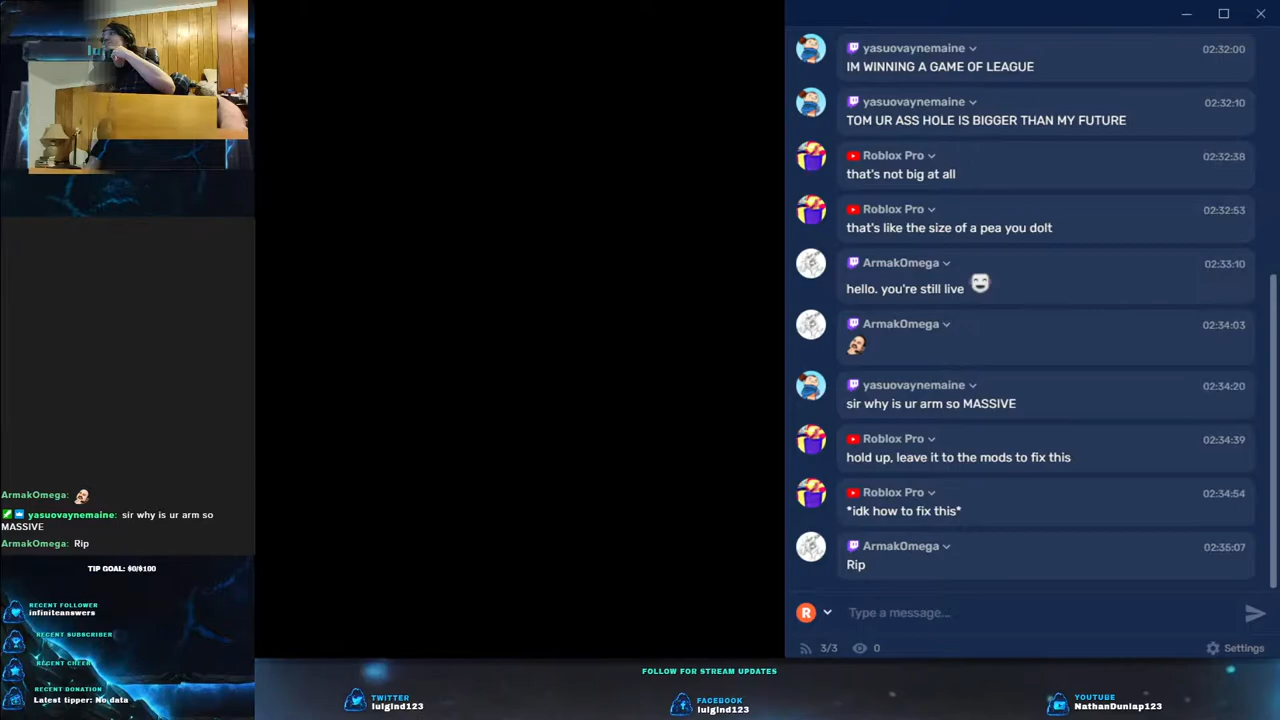 yasuovaynemaine
02:32:00
IM WINNING A GAME OF LEAGUE
yasuovaynemaine
02:32:10
TOM UR ASS HOLE IS BIGGER THAN MY FUTURE
Roblox Pro
02:32:38
that's not big at all
Roblox Pro
02:32:53
that's like the size of a pea you dolt
ArmakOmega
02:33:10
hello. you're still live
ArmakOmega
02:34:03
yasuovaynemaine
02:34:20
sir why is ur arm so MASSIVE
Roblox Pro
02:34:39
hold up, leave it to the mods to fix this
Roblox Pro
02:34:54
*idk how to fix this*
ArmakOmega
02:35:07
Rip
R
Type a message...
3/3
0
Settings
ArmakOmega:
yasuovaynemaine: sir why is ur arm so
MASSIVE
ArmakOmega: Rip
TIP GOAL: $0/$100
RECENT FOLLOWER
infiniteanswers
RECENT SUBSCRIBER
RECENT CHEER
RECENT DONATION
Latest tipper: No data
FOLLOW FOR STREAM UPDATES
TWITTER
luigind123
FACEBOOK
luigind123
YOUTUBE
NathanDunlap123